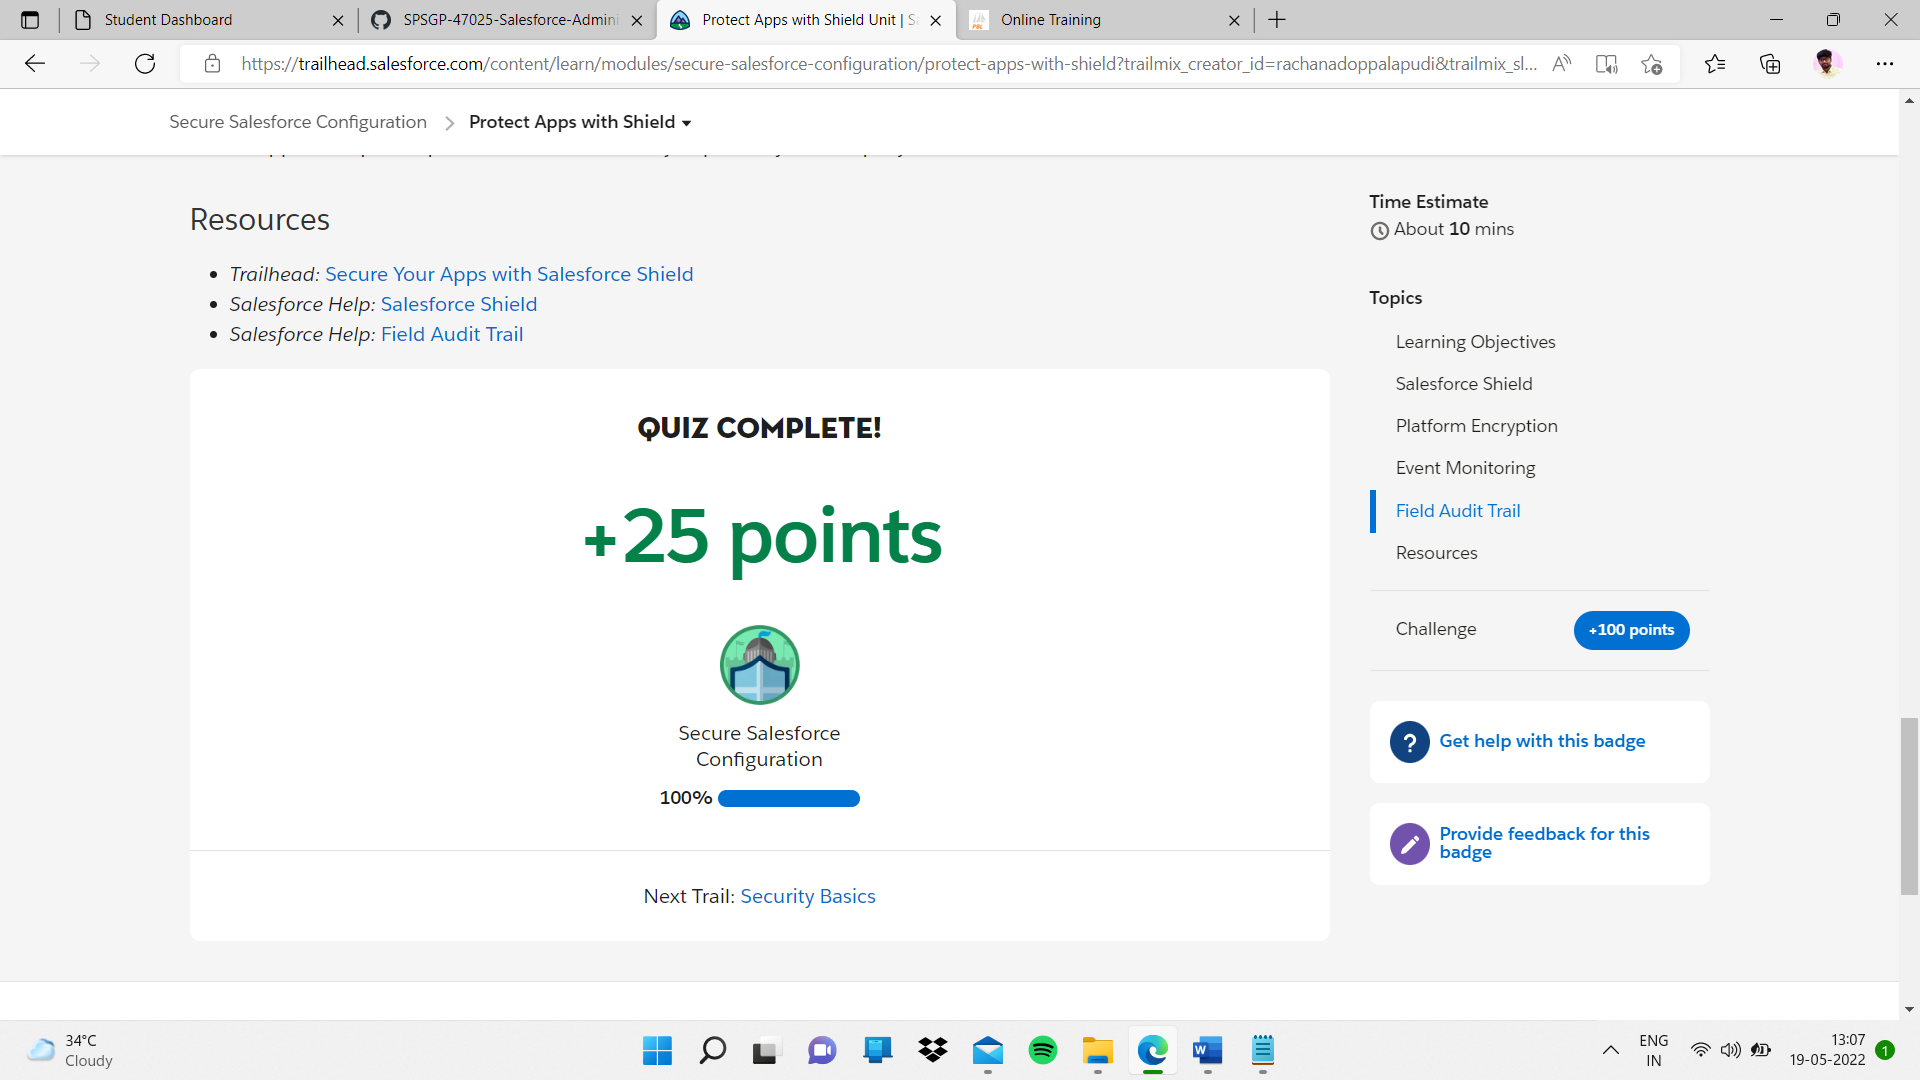 Student Dashboard
SPSGP-47025-Salesforce-Admini
Protect Apps with Shield Unit | S
Online Training
https://trailhead.salesforce.com/content/learn/modules/secure-salesforce-configuration/protect-apps-with-shield?trailmix_creator_id=rachanadoppalapudi&trailmix_sl...
Secure Salesforce Configuration
Protect Apps with Shield
Resources
Trailhead: Secure Your Apps with Salesforce Shield
Salesforce Help: Salesforce Shield
Salesforce Help: Field Audit Trail
QUIZ COMPLETE!
+25 points
Secure Salesforce
Configuration
100%
Next Trail: Security Basics
Time Estimate
About 10 mins
Topics
Learning Objectives
Salesforce Shield
Platform Encryption
Event Monitoring
Field Audit Trail
Resources
Challenge
+100 points
Get help with this badge
Provide feedback for this
badge
34°C
Cloudy
ENG
IN
13:07
19-05-2022
1